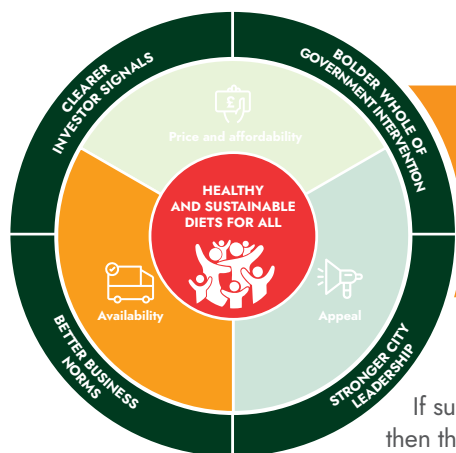 CLEARER
INVESTOR SIGNALS
BOLDER WHOLE OF
GOVERNMENT INTERVENTION
£
Price and affordability
HEALTHY
AND SUSTAINABLE
DIETS FOR ALL
Availability
Appeal
BETTER BUSINESS
NORMS
STRONGER CITY
LEADERSHIP
If su
then th